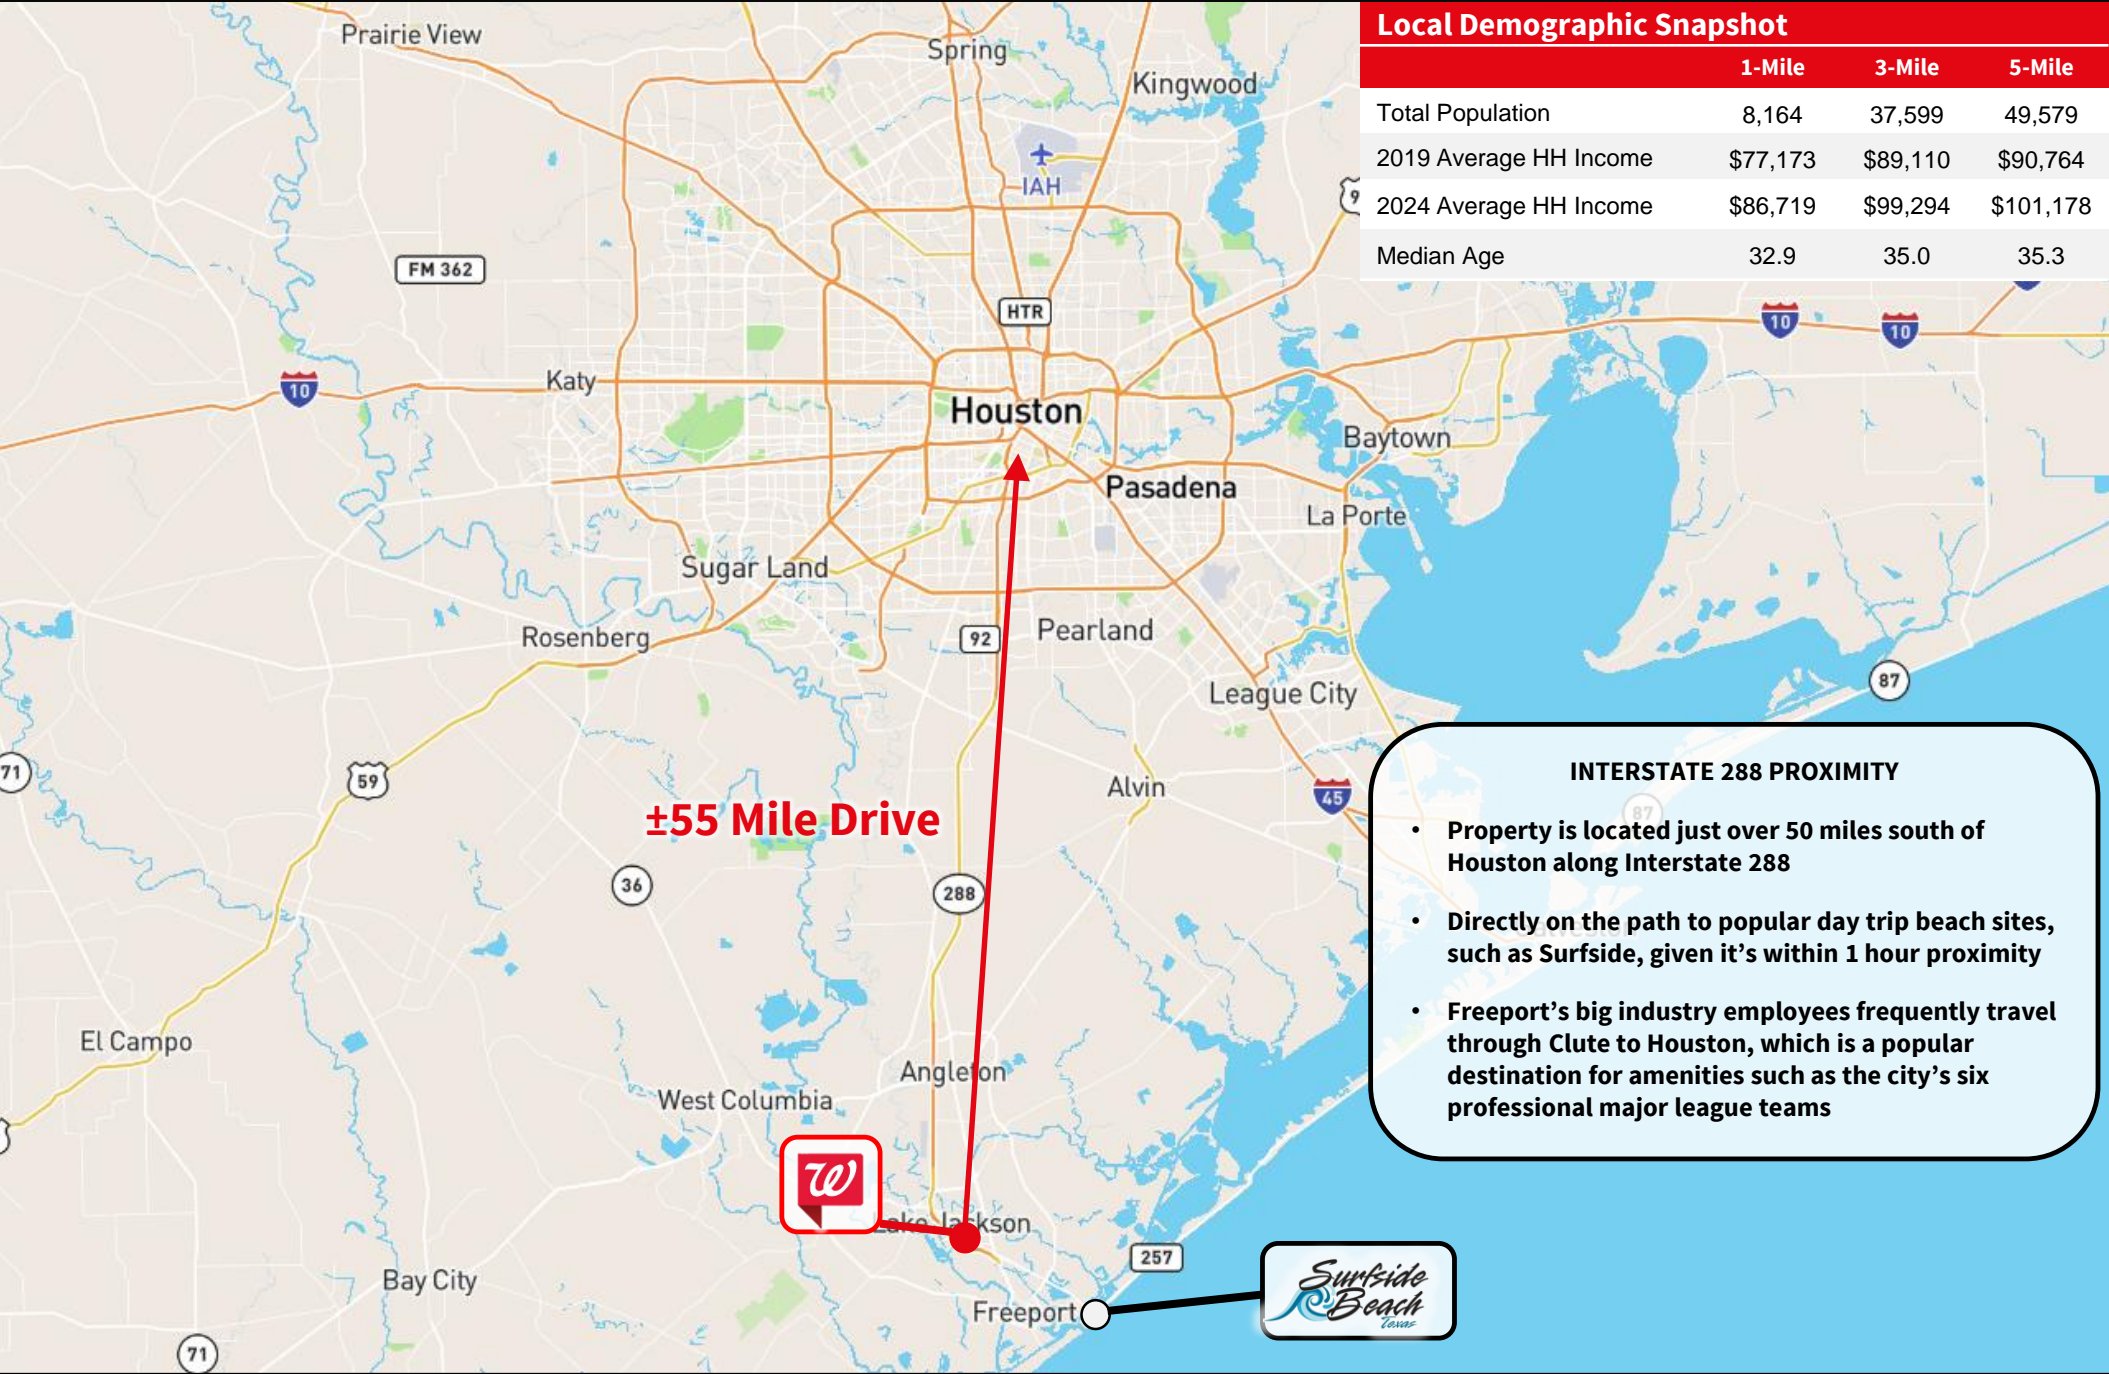 Local Demographic Snapshot
1-Mile 3-Mile 5-Mile
Total Population 8,164 37,599 49,579
2019 Average HH Income $77,173 $89,110 $90,764
2024 Average HH Income $86,719 $99,294 $101,178
Median Age 32.9 35.0 35.3
Prairie View
Spring
Kingwood
IAH
9
FM 362
HTR
10
10
10
Katy
Houston
Baytown
Pasadena
La Porte
Sugar Land
Rosenberg
92
Pearland
League City
87
71
59
Alvin
45
±55 Mile Drive
36
288
INTERSTATE 288 PROXIMITY
87
• Property is located just over 50 miles south of
Houston along Interstate 288
• Directly on the path to popular day trip beach sites,
such as Surfside, given it's within 1 hour proximity
Galveston
• Freeport's big industry employees frequently travel
through Clute to Houston, which is a popular
destination for amenities such as the city's six
professional major league teams
El Campo
Angleton
West Columbia
W
Lake Jackson
257
Bay City
Freeport
Surfside
Beach
Texas
71